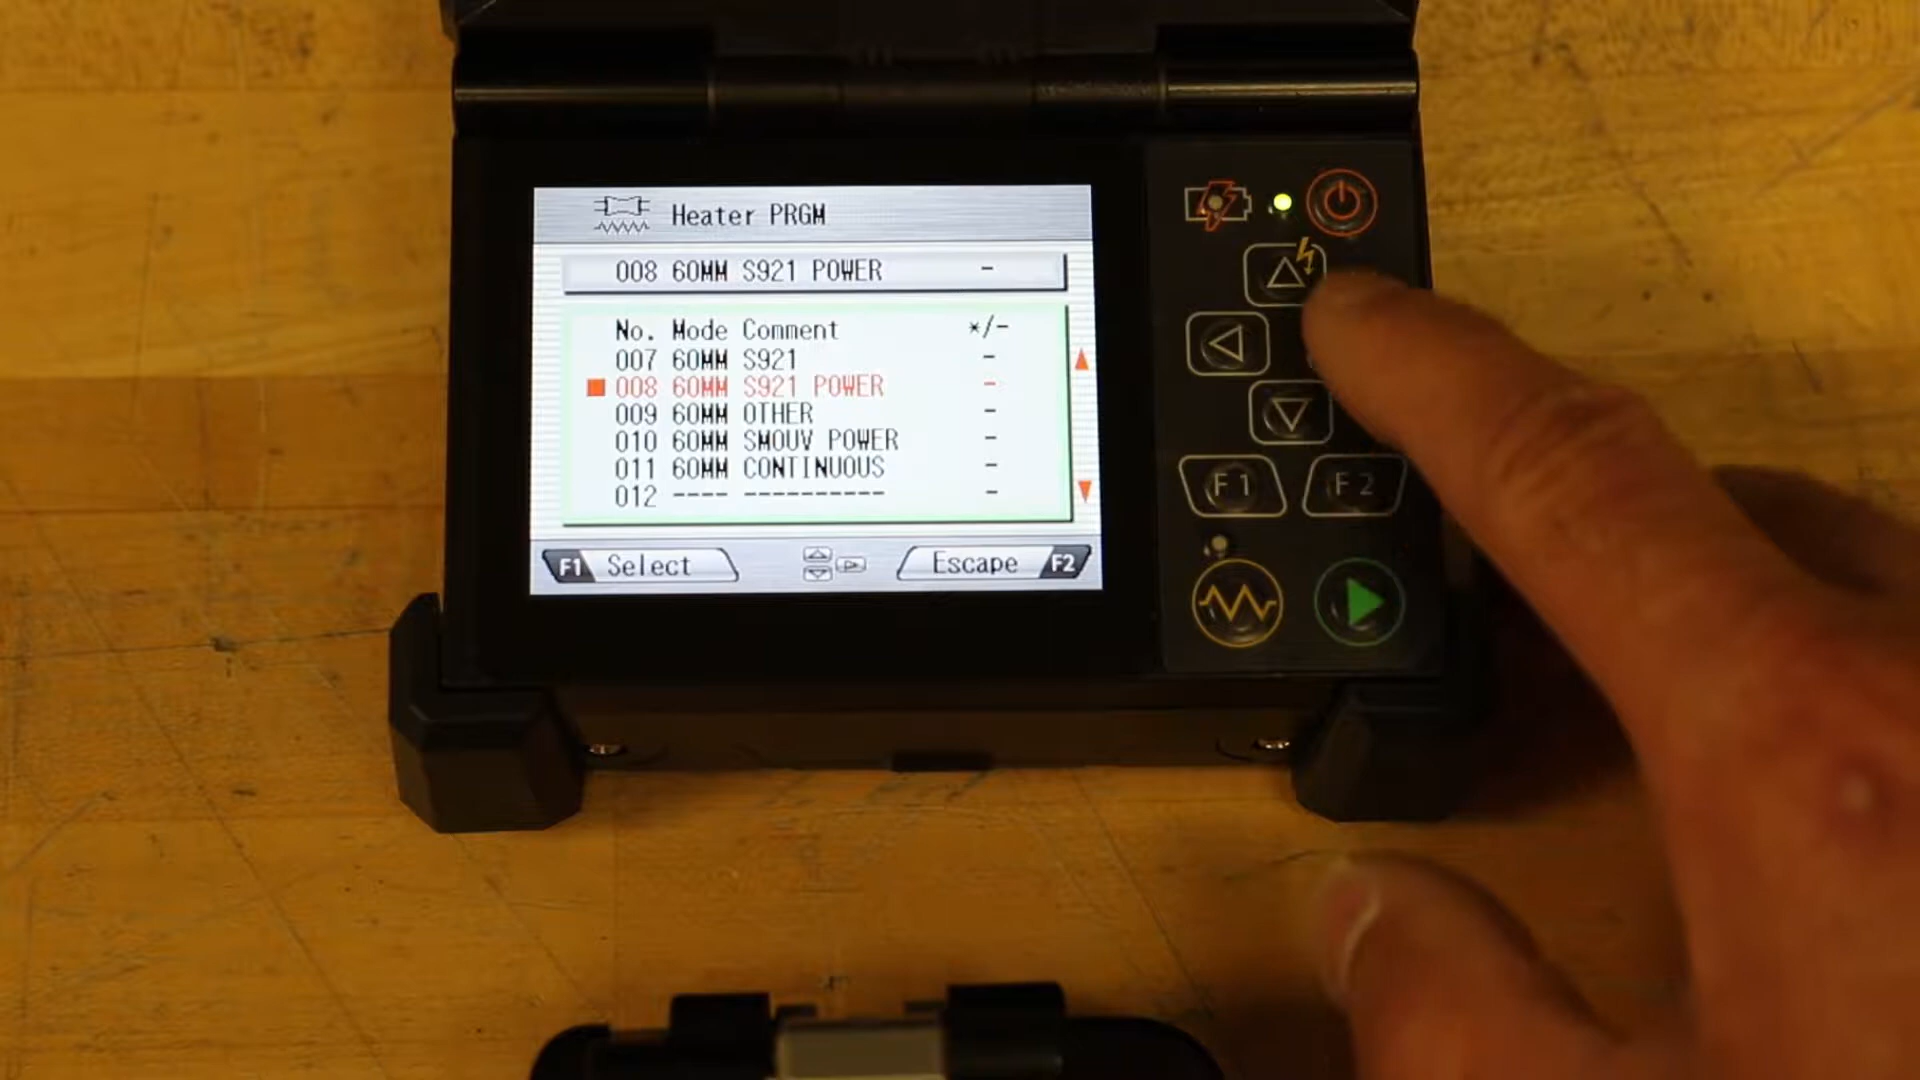 Heater PRGM
008 60MM S921 POWER -
No. Mode Comment */-
007 60MM S921 -
008 60MM S921 POWER -
009 60MM OTHER -
010 60MM SMOUV POWER -
011 60MM CONTINUOUS -
012 ---- ---------- -
F1 Select
Escape F2
F1
F2